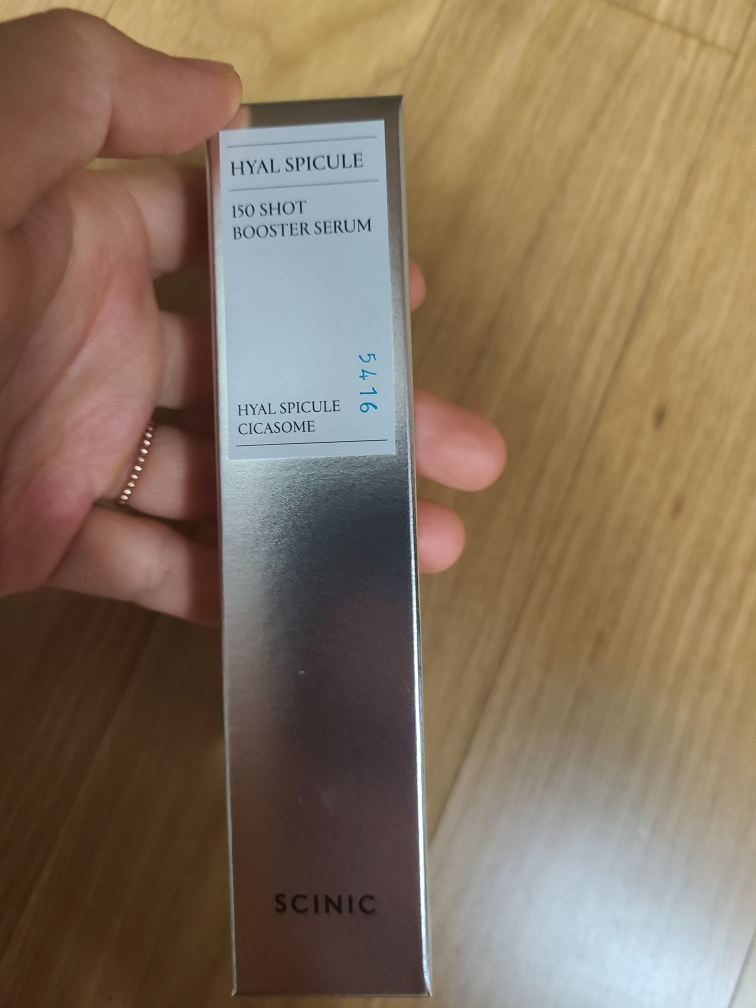 HYAL SPICULE
150 SHOT
BOOSTER SERUM
5416
HYAL SPICULE
CICASOME
SCINIC